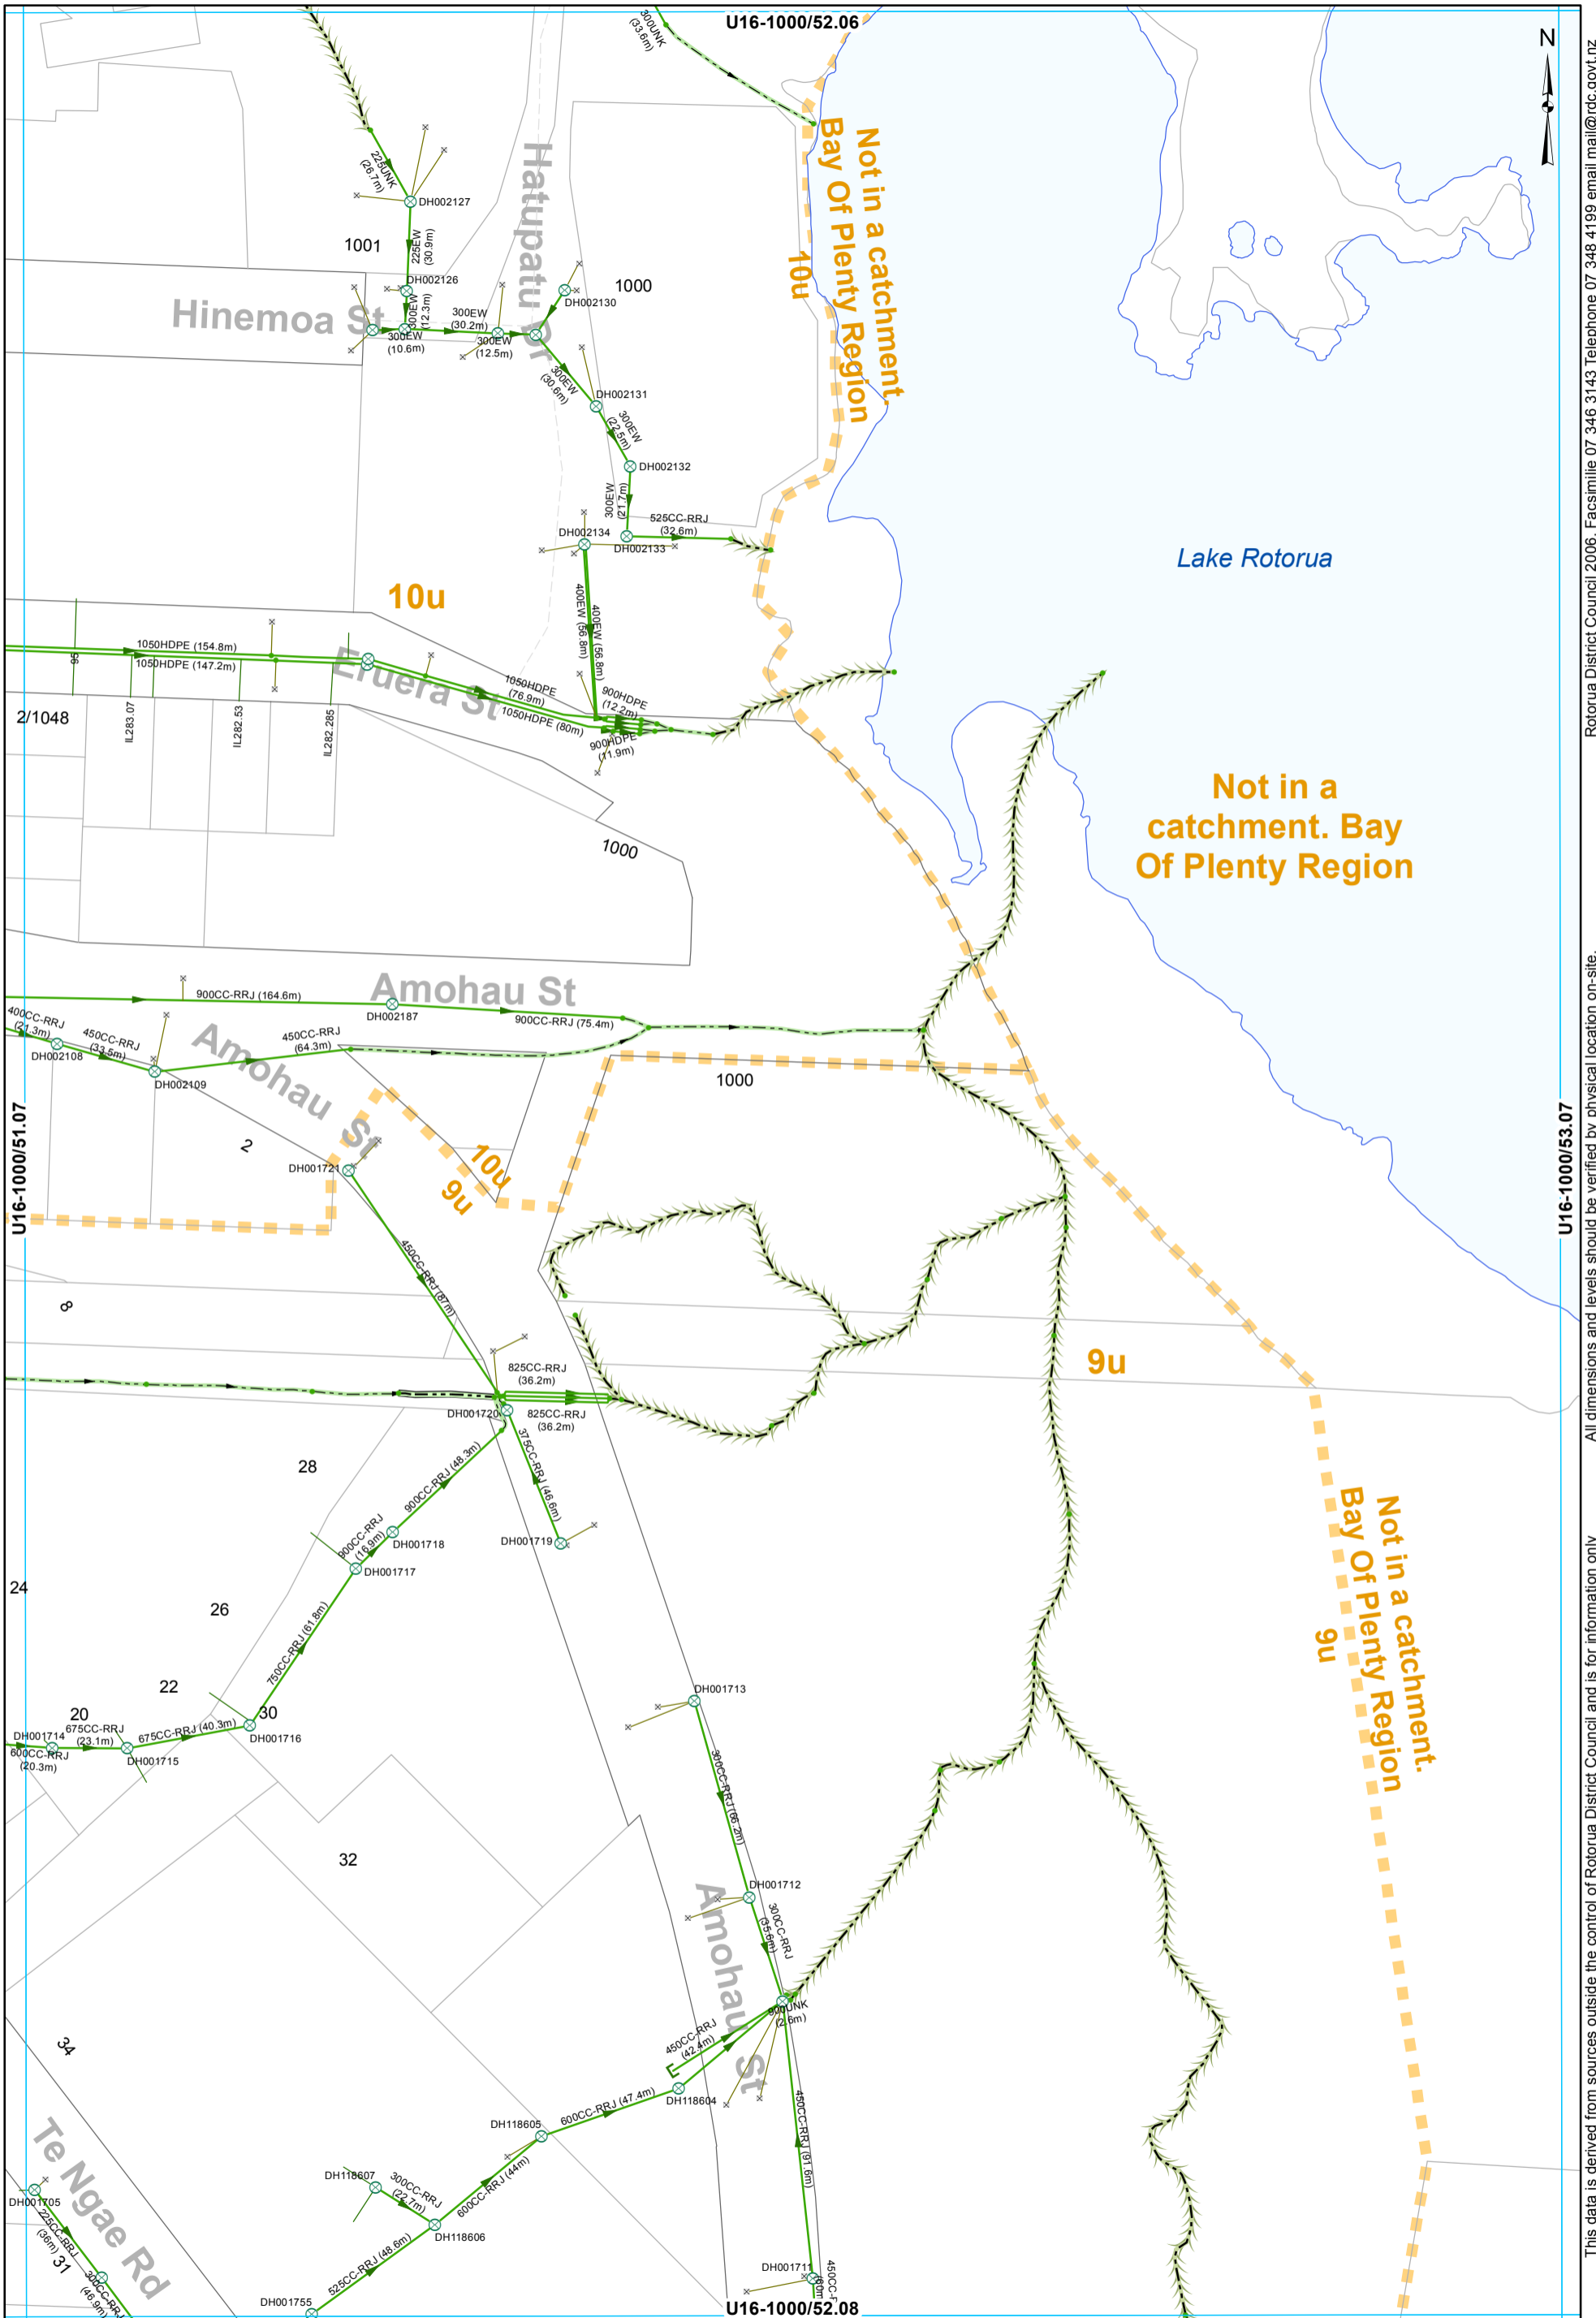 U16-1000/52.06
300UNK
(33.6m)
N
225UNK
(26.7m)
DH002127
Hatupatu Dr
Not in a catchment.
Bay Of Plenty Region
10u
1001
225EW
(30.9m)
DH002126
1000
DH002130
Hinemoa St
300EW
(12.3m)
300EW
(30.2m)
300EW
(10.6m)
300EW
(12.5m)
300EW
(30.6m)
DH002131
300EW
(22.5m)
DH002132
300EW
(21.7m)
525CC-RRJ
(32.6m)
DH002134
DH002133
Lake Rotorua
10u
400EW (56.8m)
400EW (56.8m)
1050HDPE (154.8m)
1050HDPE (147.2m)
95
Eruera St
1050HDPE
(76.9m)
900HDPE
(12.2m)
1050HDPE (80m)
900HDPE
(11.9m)
2/1048
IL283.07
IL282.53
IL282.285
Not in a
catchment. Bay
Of Plenty Region
1000
Amohau St
900CC-RRJ (164.6m)
DH002187
900CC-RRJ (75.4m)
400CC-RRJ
(21.3m)
DH002108
450CC-RRJ
(33.5m)
450CC-RRJ
(64.3m)
DH002109
Amohau St
1000
U16-1000/51.07
U16-1000/53.07
2
DH001721
10u
9u
450CC-RRJ (87m)
8
9u
825CC-RRJ
(36.2m)
DH001720
825CC-RRJ
(36.2m)
375CC-RRJ (46.6m)
28
900CC-RRJ (48.3m)
900CC-RRJ
(16.9m)
DH001718
DH001719
DH001717
Not in a catchment.
Bay Of Plenty Region
9u
24
26
750CC-RRJ (61.8m)
22
20
30
DH001714
675CC-RRJ
(23.1m)
675CC-RRJ (40.3m)
DH001716
600CC-RRJ
(20.3m)
DH001715
DH001713
300CC-RRJ (66.2m)
32
DH001712
300CC-RRJ
(35.6m)
Amohau St
900UNK
(2.6m)
450CC-RRJ
(42.4m)
34
DH118604
600CC-RRJ (47.4m)
DH118605
450CC-RRJ (91.6m)
Te Ngae Rd
DH118607
300CC-RRJ
(22.7m)
600CC-RRJ (44m)
DH001705
DH118606
225CC-RRJ
(36m)
31
525CC-RRJ (48.6m)
300CC-RRJ
(46.9m)
DH001711
DH001755
U16-1000/52.08
Rotorua District Council 2006. Facsimilie 07 346 3143 Telephone 07 348 4199 email mail@rdc.govt.nz
All dimensions and levels should be verified by physical location on-site.
This data is derived from sources outside the control of Rotorua District Council and is for information only